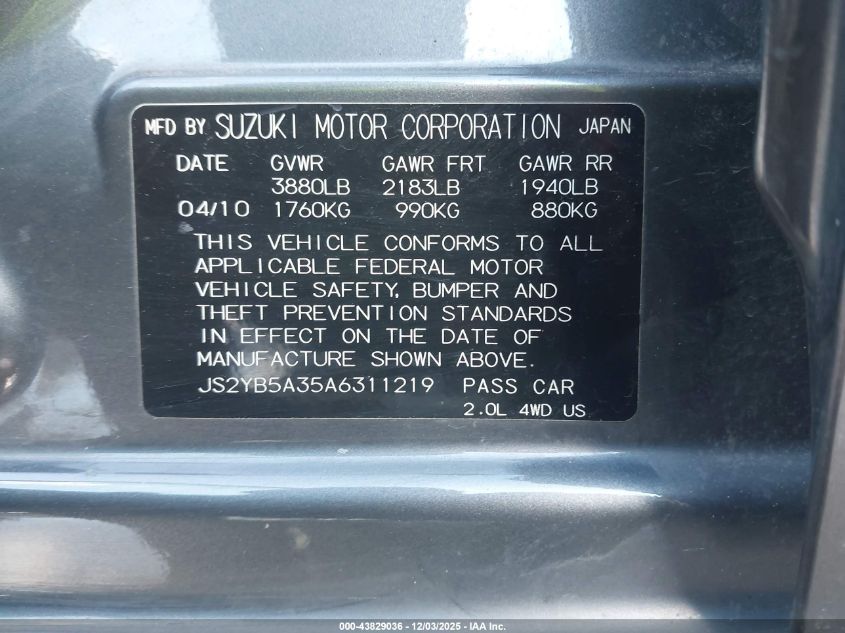 MFD BY SUZUKI MOTOR CORPORATION JAPAN
DATE GVWR GAWR FRT GAWR RR
3880LB 2183LB 1940LB
04/10 1760KG 990KG 880KG
THIS VEHICLE CONFORMS TO ALL
APPLICABLE FEDERAL MOTOR
VEHICLE SAFETY, BUMPER AND
THEFT PREVENTION STANDARDS
IN EFFECT ON THE DATE OF
MANUFACTURE SHOWN ABOVE.
JS2YB5A35A6311219 PASS CAR
2.0L 4WD US
000-43829036 - 12/03/2025 - IAA Inc.